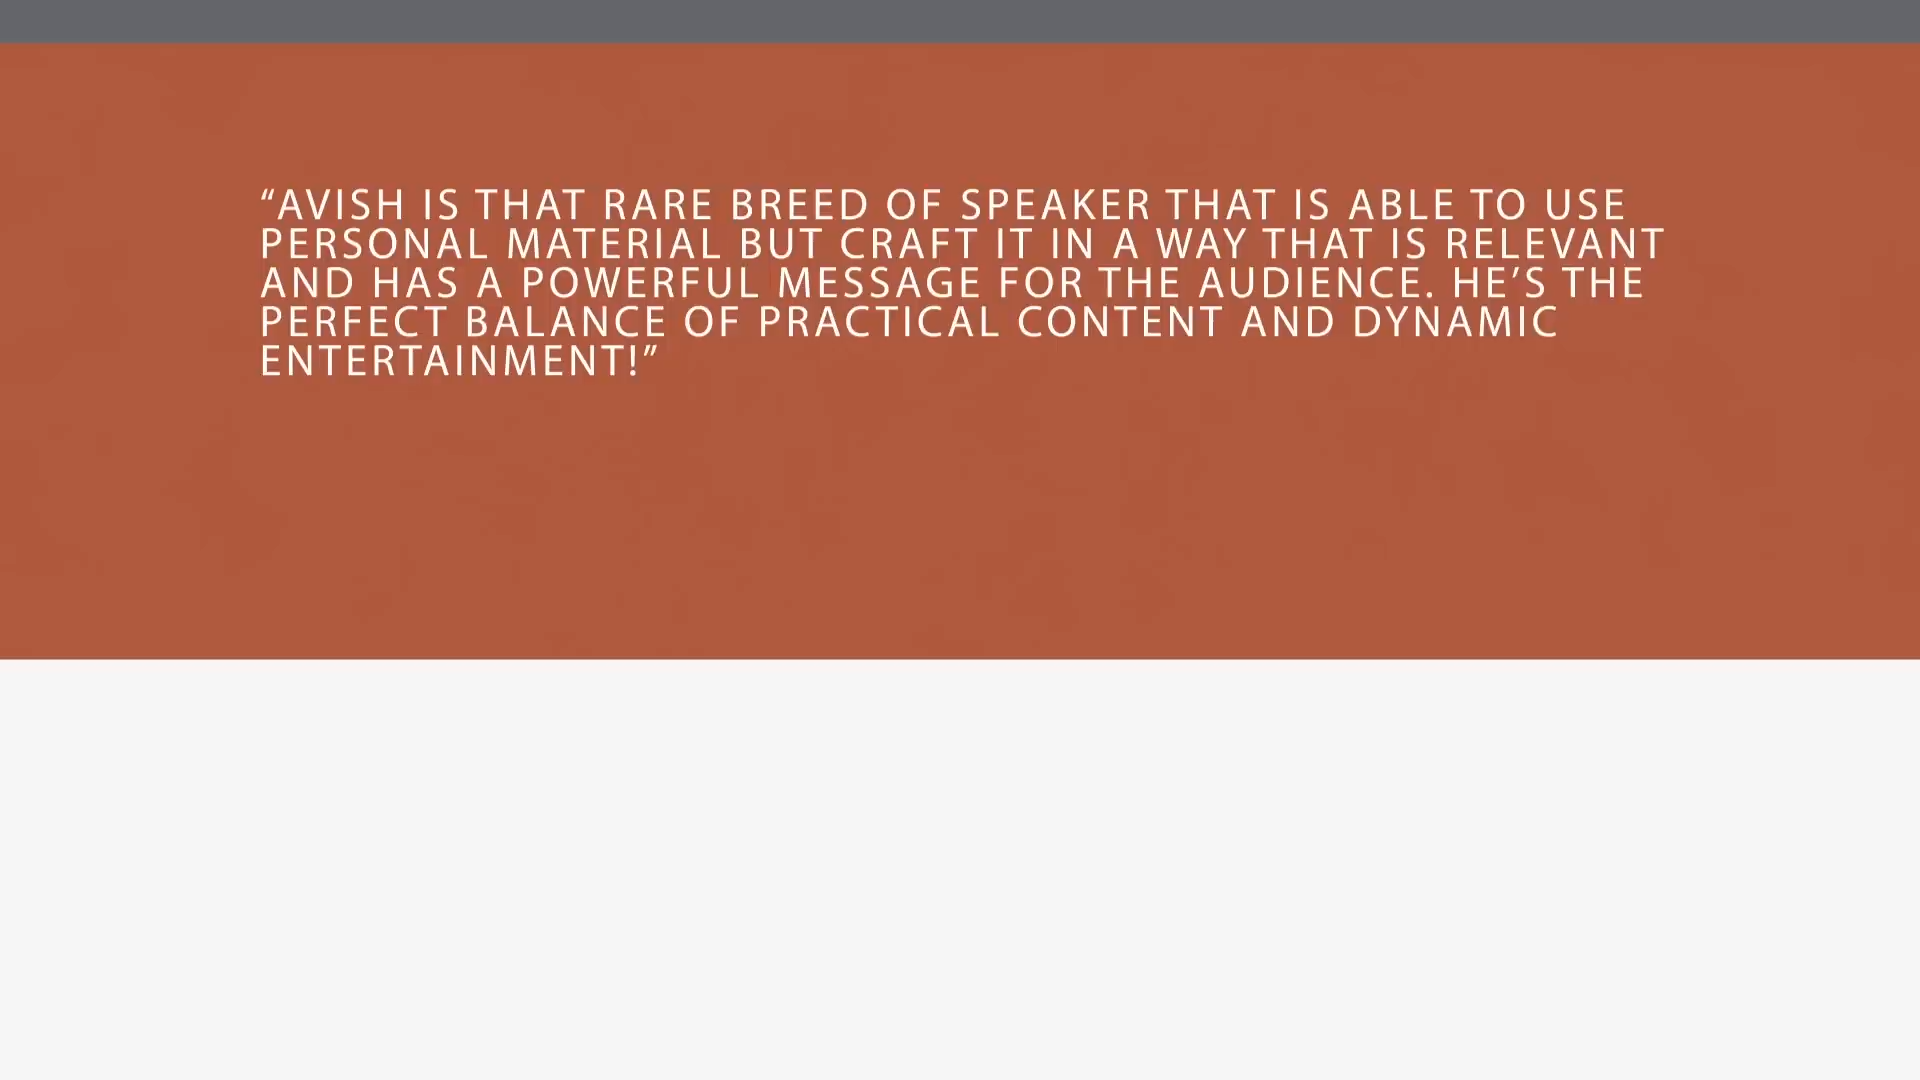 “AVISH IS THAT RARE BREED OF SPEAKER THAT IS ABLE TO USE
PERSONAL MATERIAL BUT CRAFT IT IN A WAY THAT IS RELEVANT
AND HAS A POWERFUL MESSAGE FOR THE AUDIENCE. HE’S THE
PERFECT BALANCE OF PRACTICAL CONTENT AND DYNAMIC
ENTERTAINMENT!”